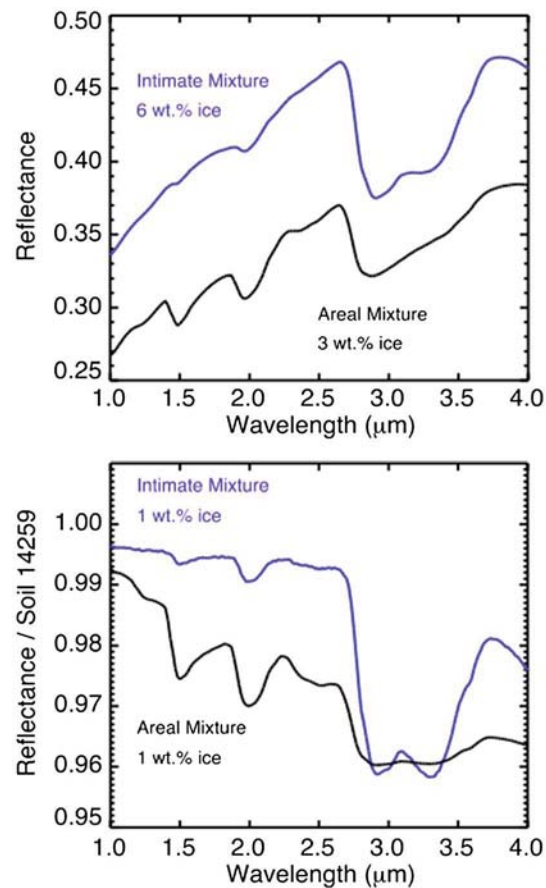 0.50
Intimate Mixture
6 wt.% ice
0.45
0.40
Reflectance
0.35
0.30
Areal Mixture
3 wt.% ice
0.25
1.0 1.5 2.0 2.5 3.0 3.5 4.0
Wavelength (μm)
Intimate Mixture
1 wt.% ice
1.00
0.99
0.98
Reflectance / Soil 14259
0.97
Areal Mixture
1 wt.% ice
0.96
0.95
1.0 1.5 2.0 2.5 3.0 3.5 4.0
Wavelength (μm)